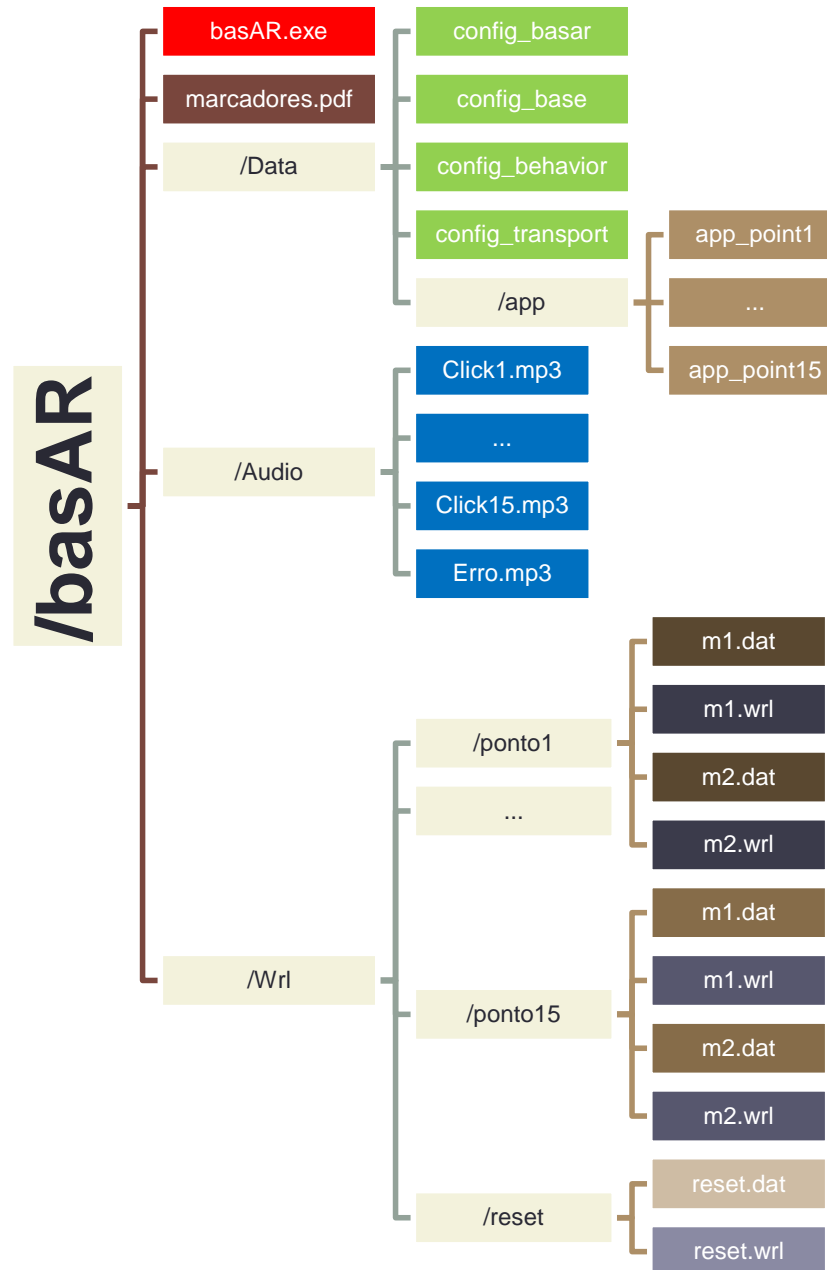 /basAR
basAR.exe
marcadores.pdf
/Data
config_basar
config_base
config_behavior
config_transport
/app
app_point1
...
app_point15
/Audio
Click1.mp3
...
Click15.mp3
Erro.mp3
/Wrl
/ponto1
m1.dat
m1.wrl
m2.dat
m2.wrl
...
/ponto15
m1.dat
m1.wrl
m2.dat
m2.wrl
/reset
reset.dat
reset.wrl